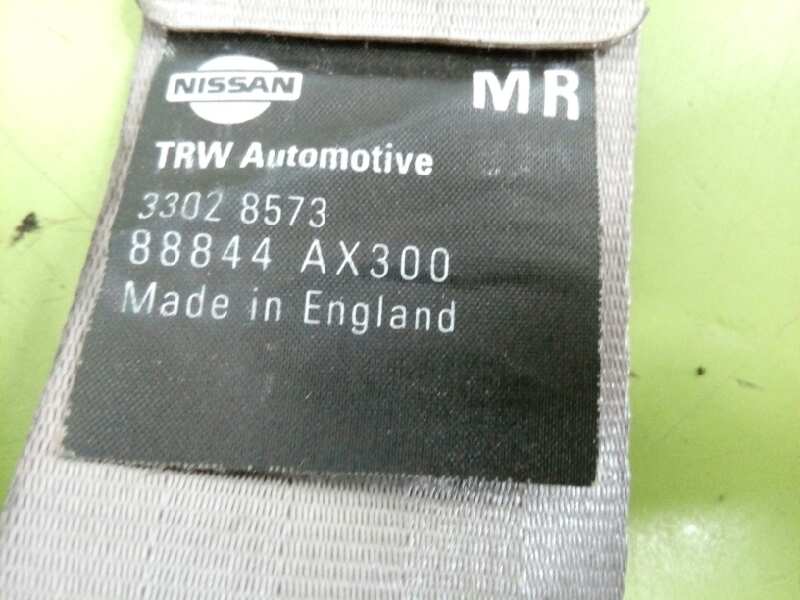 NISSAN MR
TRW Automotive
3302 8573
88844 AX300
Made in England